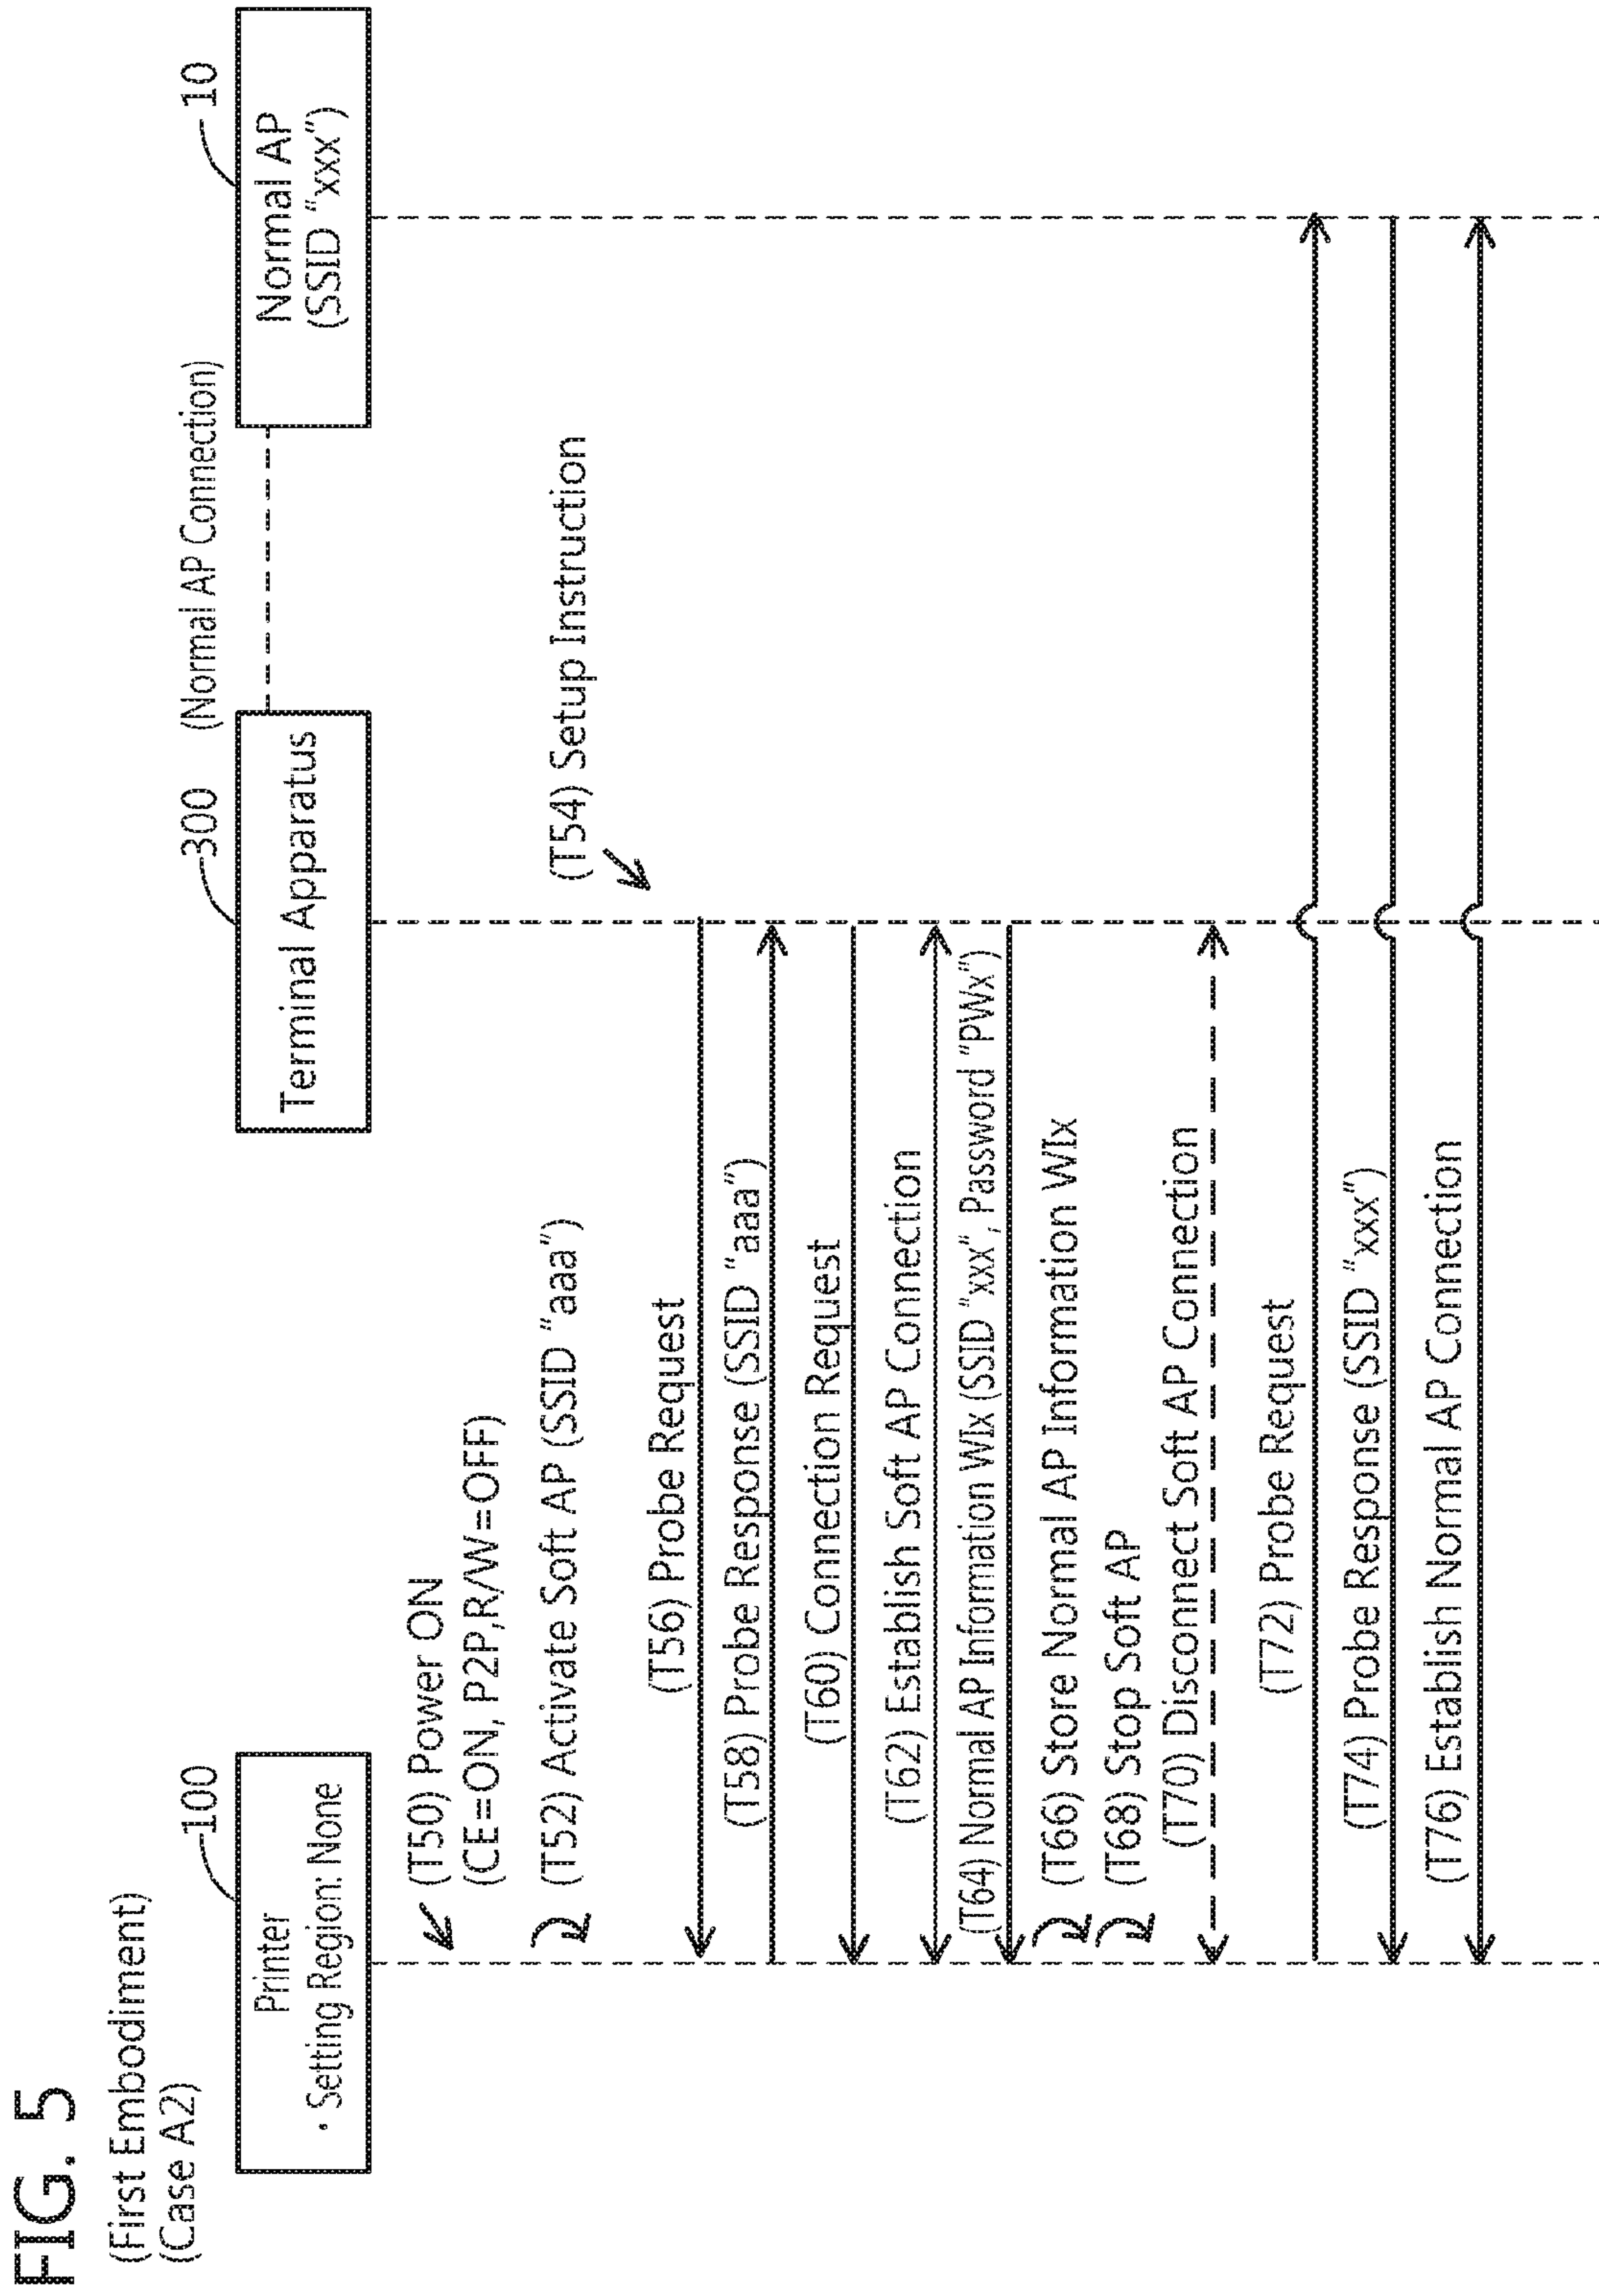 FIG. 5
(First Embodiment)
(Case A2)
100
Printer
・Setting Region: None
300
Terminal Apparatus
(Normal AP Connection)
10
Normal AP
(SSID "xxx")
(T50) Power ON
(CE=ON, P2P,R/W=OFF)
(T52) Activate Soft AP (SSID "aaa")
(T54) Setup Instruction
(T56) Probe Request
(T58) Probe Response (SSID "aaa")
(T60) Connection Request
(T62) Establish Soft AP Connection
(T64) Normal AP Information WIx (SSID "xxx", Password "PWx")
(T66) Store Normal AP Information WIx
(T68) Stop Soft AP
(T70) Disconnect Soft AP Connection
(T72) Probe Request
(T74) Probe Response (SSID "xxx")
(T76) Establish Normal AP Connection